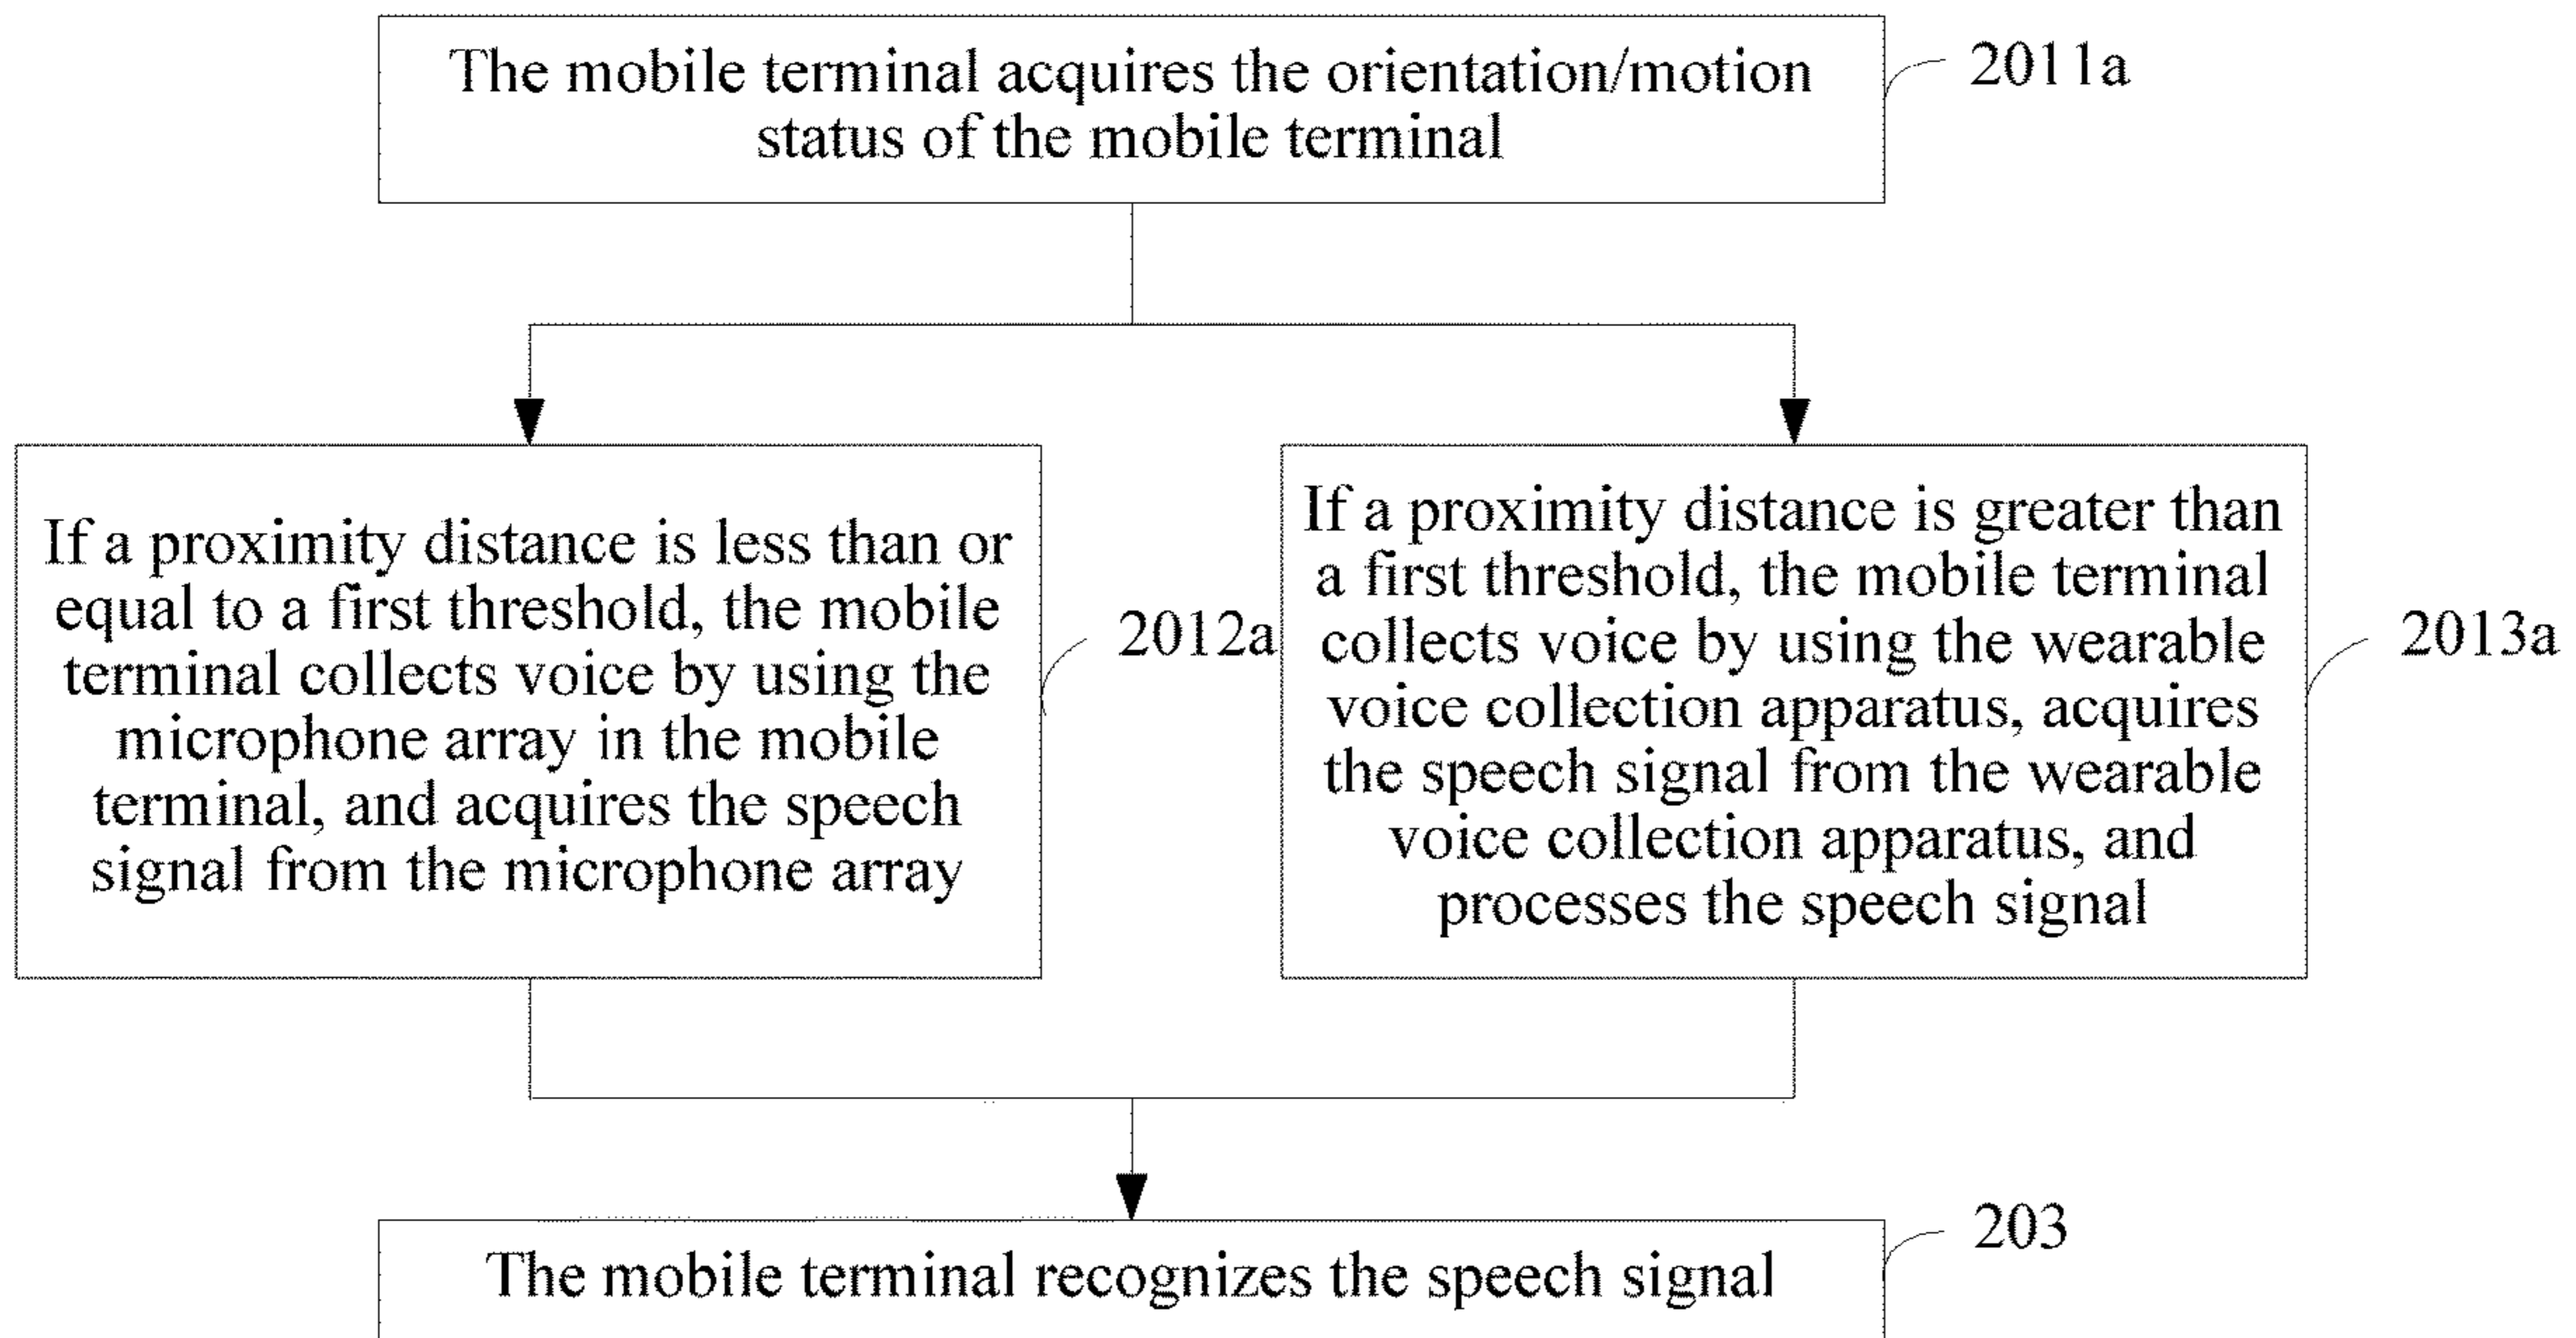 The mobile terminal acquires the orientation/motion
status of the mobile terminal
2011a
If a proximity distance is less than or
equal to a first threshold, the mobile
terminal collects voice by using the
microphone array in the mobile
terminal, and acquires the speech
signal from the microphone array
2012a
If a proximity distance is greater than
a first threshold, the mobile terminal
collects voice by using the wearable
voice collection apparatus, acquires
the speech signal from the wearable
voice collection apparatus, and
processes the speech signal
2013a
The mobile terminal recognizes the speech signal
203